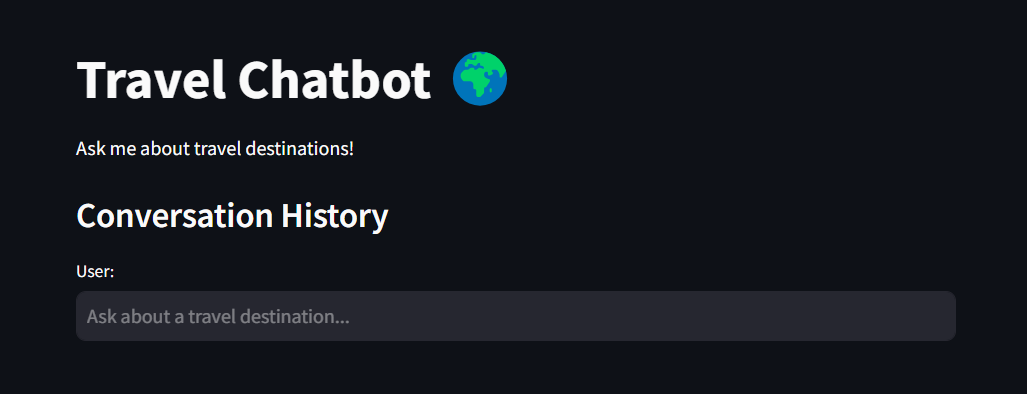 Travel Chatbot 🌍
Ask me about travel destinations!
Conversation History
User:
Ask about a travel destination...